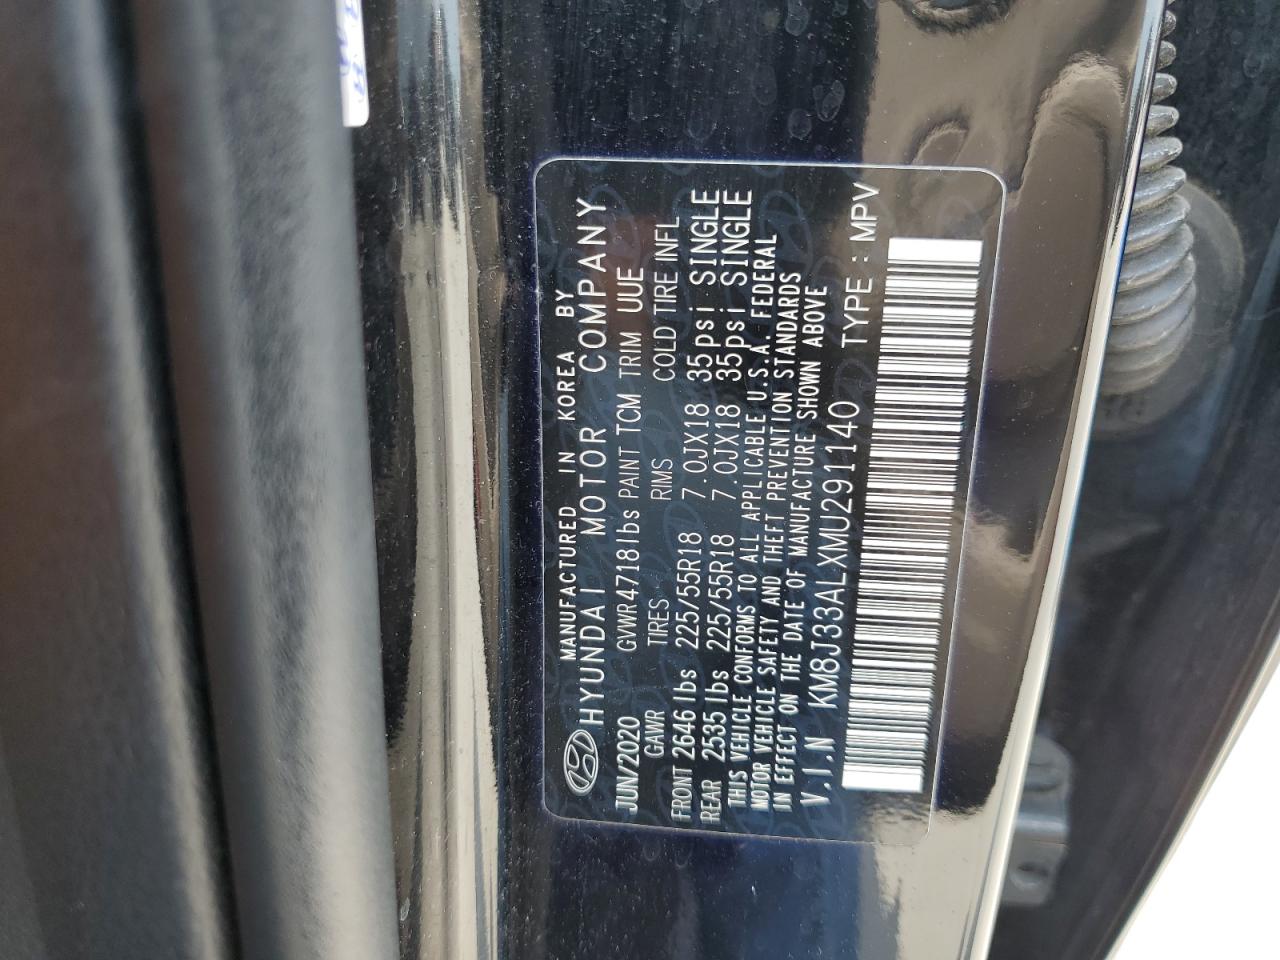 MANUFACTURED IN KOREA BY
HYUNDAI MOTOR COMPANY
JUN/2020 GVWR4718lbs PAINT TCM TRIM UUE
GAWR TIRES RIMS COLD TIRE INFL
FRONT 2646 lbs 225/55R18 7.0JX18 35psi SINGLE
REAR 2535 lbs 225/55R18 7.0JX18 35psi SINGLE
THIS VEHICLE CONFORMS TO ALL APPLICABLE U.S.A. FEDERAL
MOTOR VEHICLE SAFETY AND THEFT PREVENTION STANDARDS
IN EFFECT ON THE DATE OF MANUFACTURE SHOWN ABOVE
V.I.N KM8J33ALXMU291140 TYPE : MPV